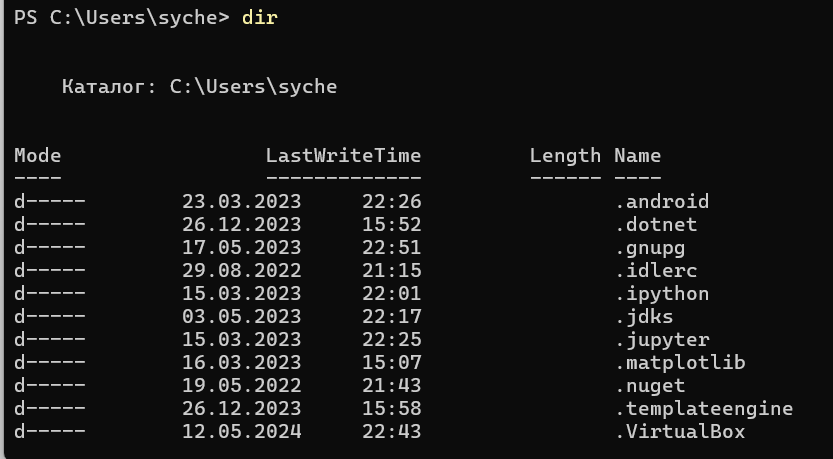 PS C:\Users\syche> dir
Каталог: C:\Users\syche
Mode                 LastWriteTime         Length Name
----                 -------------         ------ ----
d-----        23.03.2023     22:26                .android
d-----        26.12.2023     15:52                .dotnet
d-----        17.05.2023     22:51                .gnupg
d-----        29.08.2022     21:15                .idlerc
d-----        15.03.2023     22:01                .ipython
d-----        03.05.2023     22:17                .jdks
d-----        15.03.2023     22:25                .jupyter
d-----        16.03.2023     15:07                .matplotlib
d-----        19.05.2022     21:43                .nuget
d-----        26.12.2023     15:58                .templateengine
d-----        12.05.2024     22:43                .VirtualBox